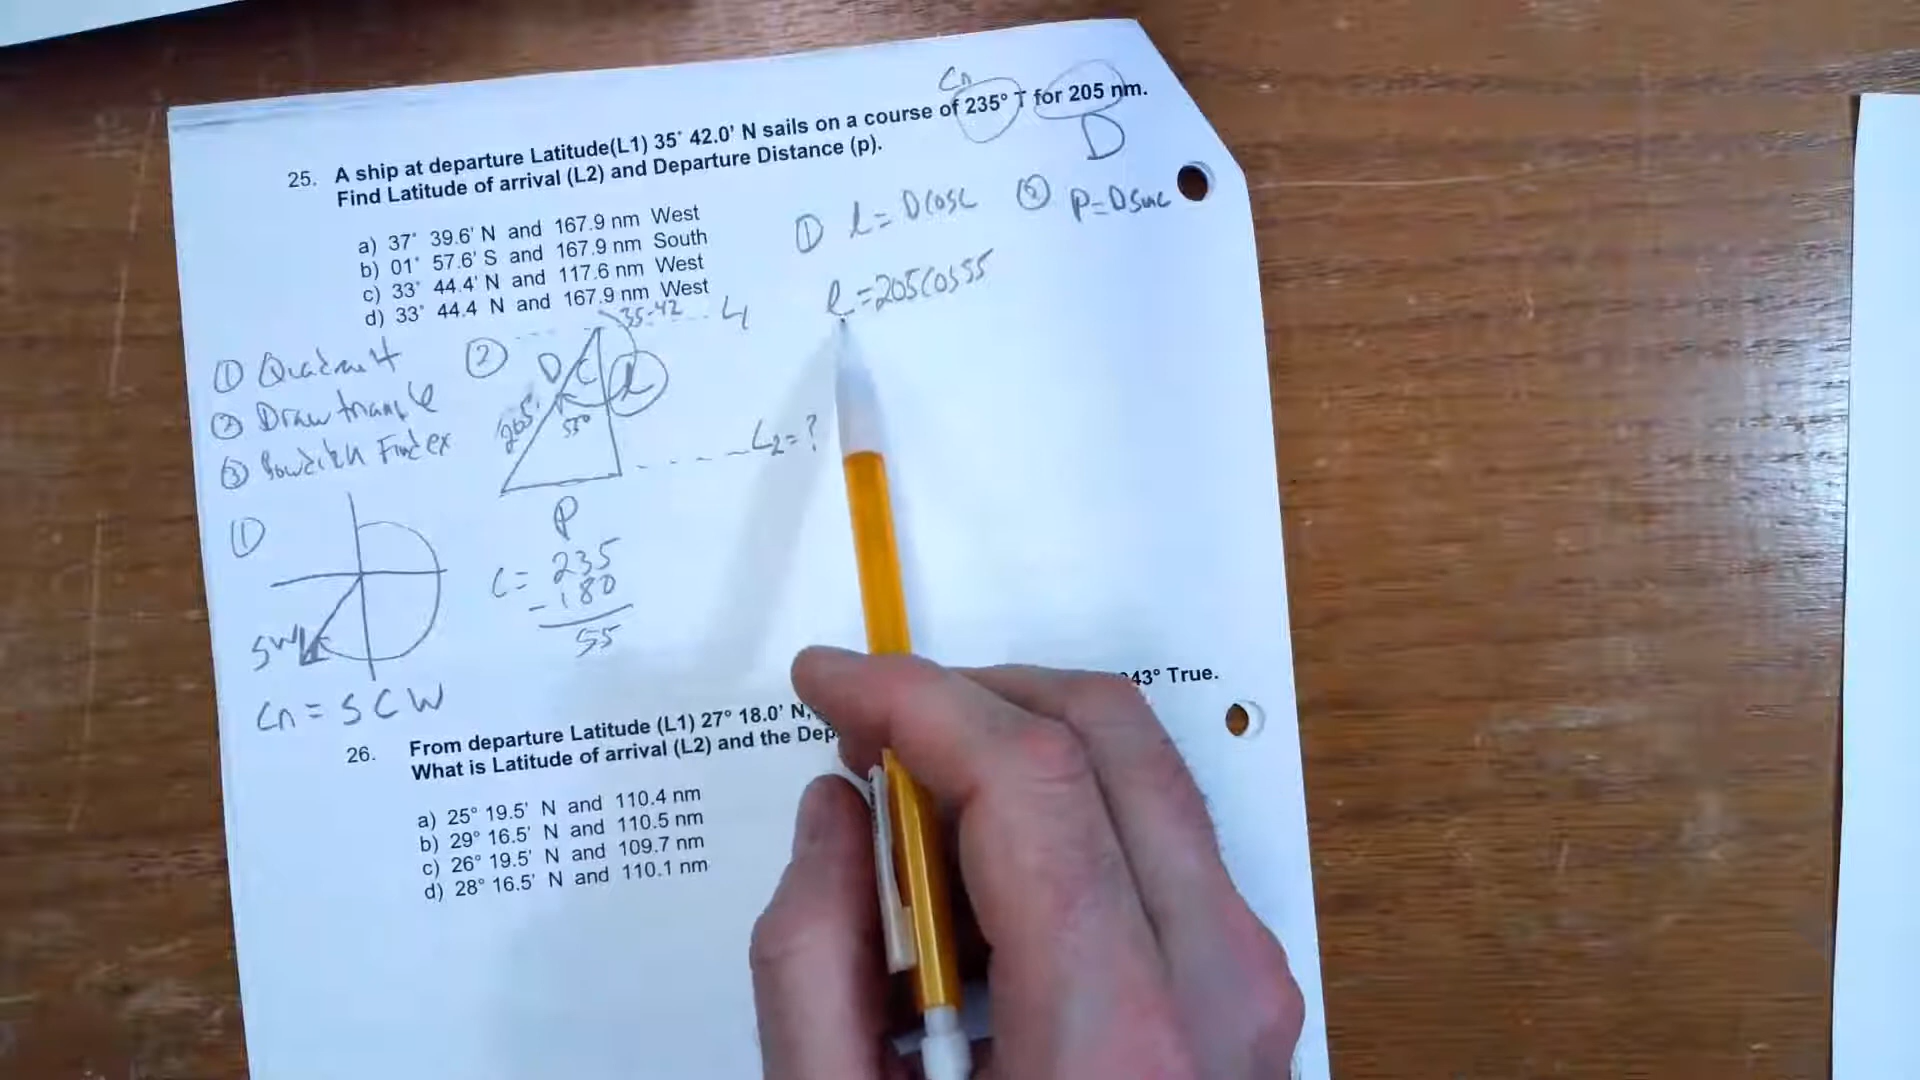 Cn
25. A ship at departure Latitude(L1) 35° 42.0' N sails on a course of 235° T for 205 nm.
Find Latitude of arrival (L2) and Departure Distance (p).
D
a) 37° 39.6' N and 167.9 nm West
b) 01° 57.6' S and 167.9 nm South
c) 33° 44.4' N and 117.6 nm West
d) 33° 44.4 N and 167.9 nm West
① l = D cos C
② p = D sin C
l = 205 cos 55
① Quadrant
② Draw triangle
③ Bowditch
②
35-42
L1
D C l
205
55°
L2 = ?
P
①
SW
Cn = S C W
C = 235
- 180
55
26. From departure Latitude (L1) 27° 18.0' N, 43° True.
What is Latitude of arrival (L2) and the Dep
a) 25° 19.5' N and 110.4 nm
b) 29° 16.5' N and 110.5 nm
c) 26° 19.5' N and 109.7 nm
d) 28° 16.5' N and 110.1 nm